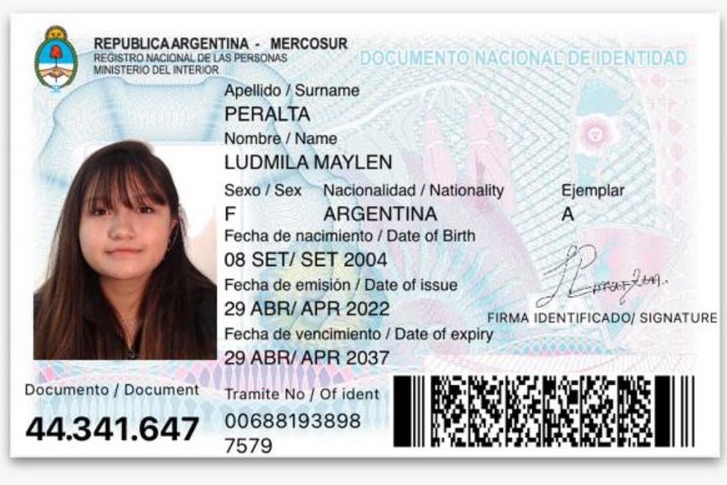 REPUBLICA ARGENTINA - MERCOSUR
REGISTRO NACIONAL DE LAS PERSONAS
MINISTERIO DEL INTERIOR
DOCUMENTO NACIONAL DE IDENTIDAD
Apellido / Surname
PERALTA
Nombre / Name
LUDMILA MAYLEN
Sexo / Sex Nacionalidad / Nationality Ejemplar
F ARGENTINA A
Fecha de nacimiento / Date of Birth
08 SET/ SET 2004
Fecha de emisión / Date of issue
29 ABR/ APR 2022
FIRMA IDENTIFICADO/ SIGNATURE
Fecha de vencimiento / Date of expiry
29 ABR/ APR 2037
Documento / Document
44.341.647
Tramite No / Of ident
00688193898
7579